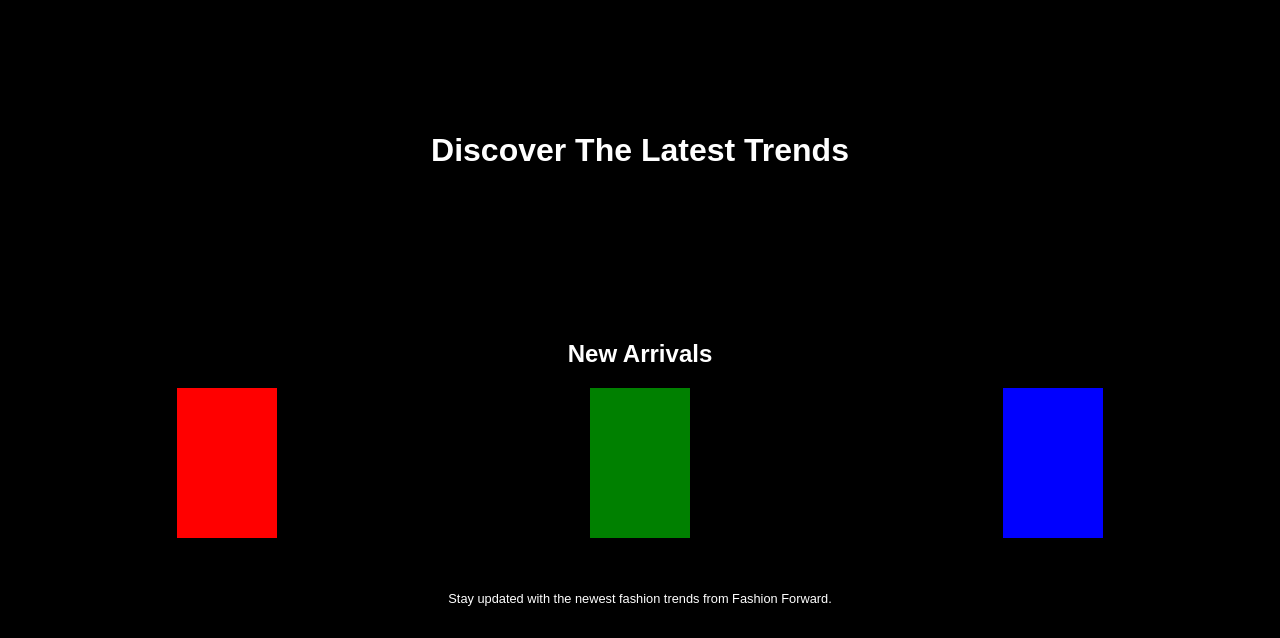 Discover The Latest Trends
New Arrivals
Stay updated with the newest fashion trends from Fashion Forward.